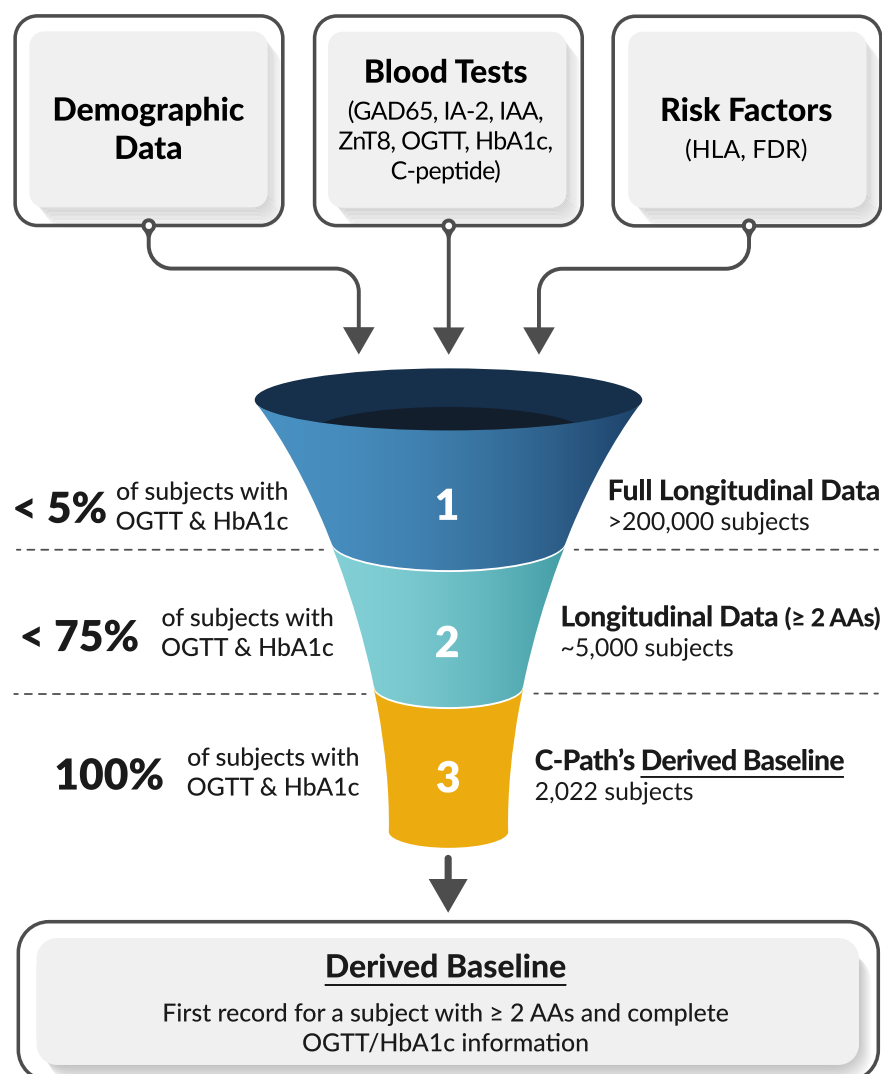 Demographic
Data
Blood Tests
(GAD65, IA-2, IAA,
ZnT8, OGTT, HbA1c,
C-peptide)
Risk Factors
(HLA, FDR)
< 5%
of subjects with
OGTT & HbA1c
1
Full Longitudinal Data
>200,000 subjects
< 75%
of subjects with
OGTT & HbA1c
2
Longitudinal Data (≥ 2 AAs)
~5,000 subjects
100%
of subjects with
OGTT & HbA1c
3
C-Path's Derived Baseline
2,022 subjects
Derived Baseline
First record for a subject with ≥ 2 AAs and complete
OGTT/HbA1c information